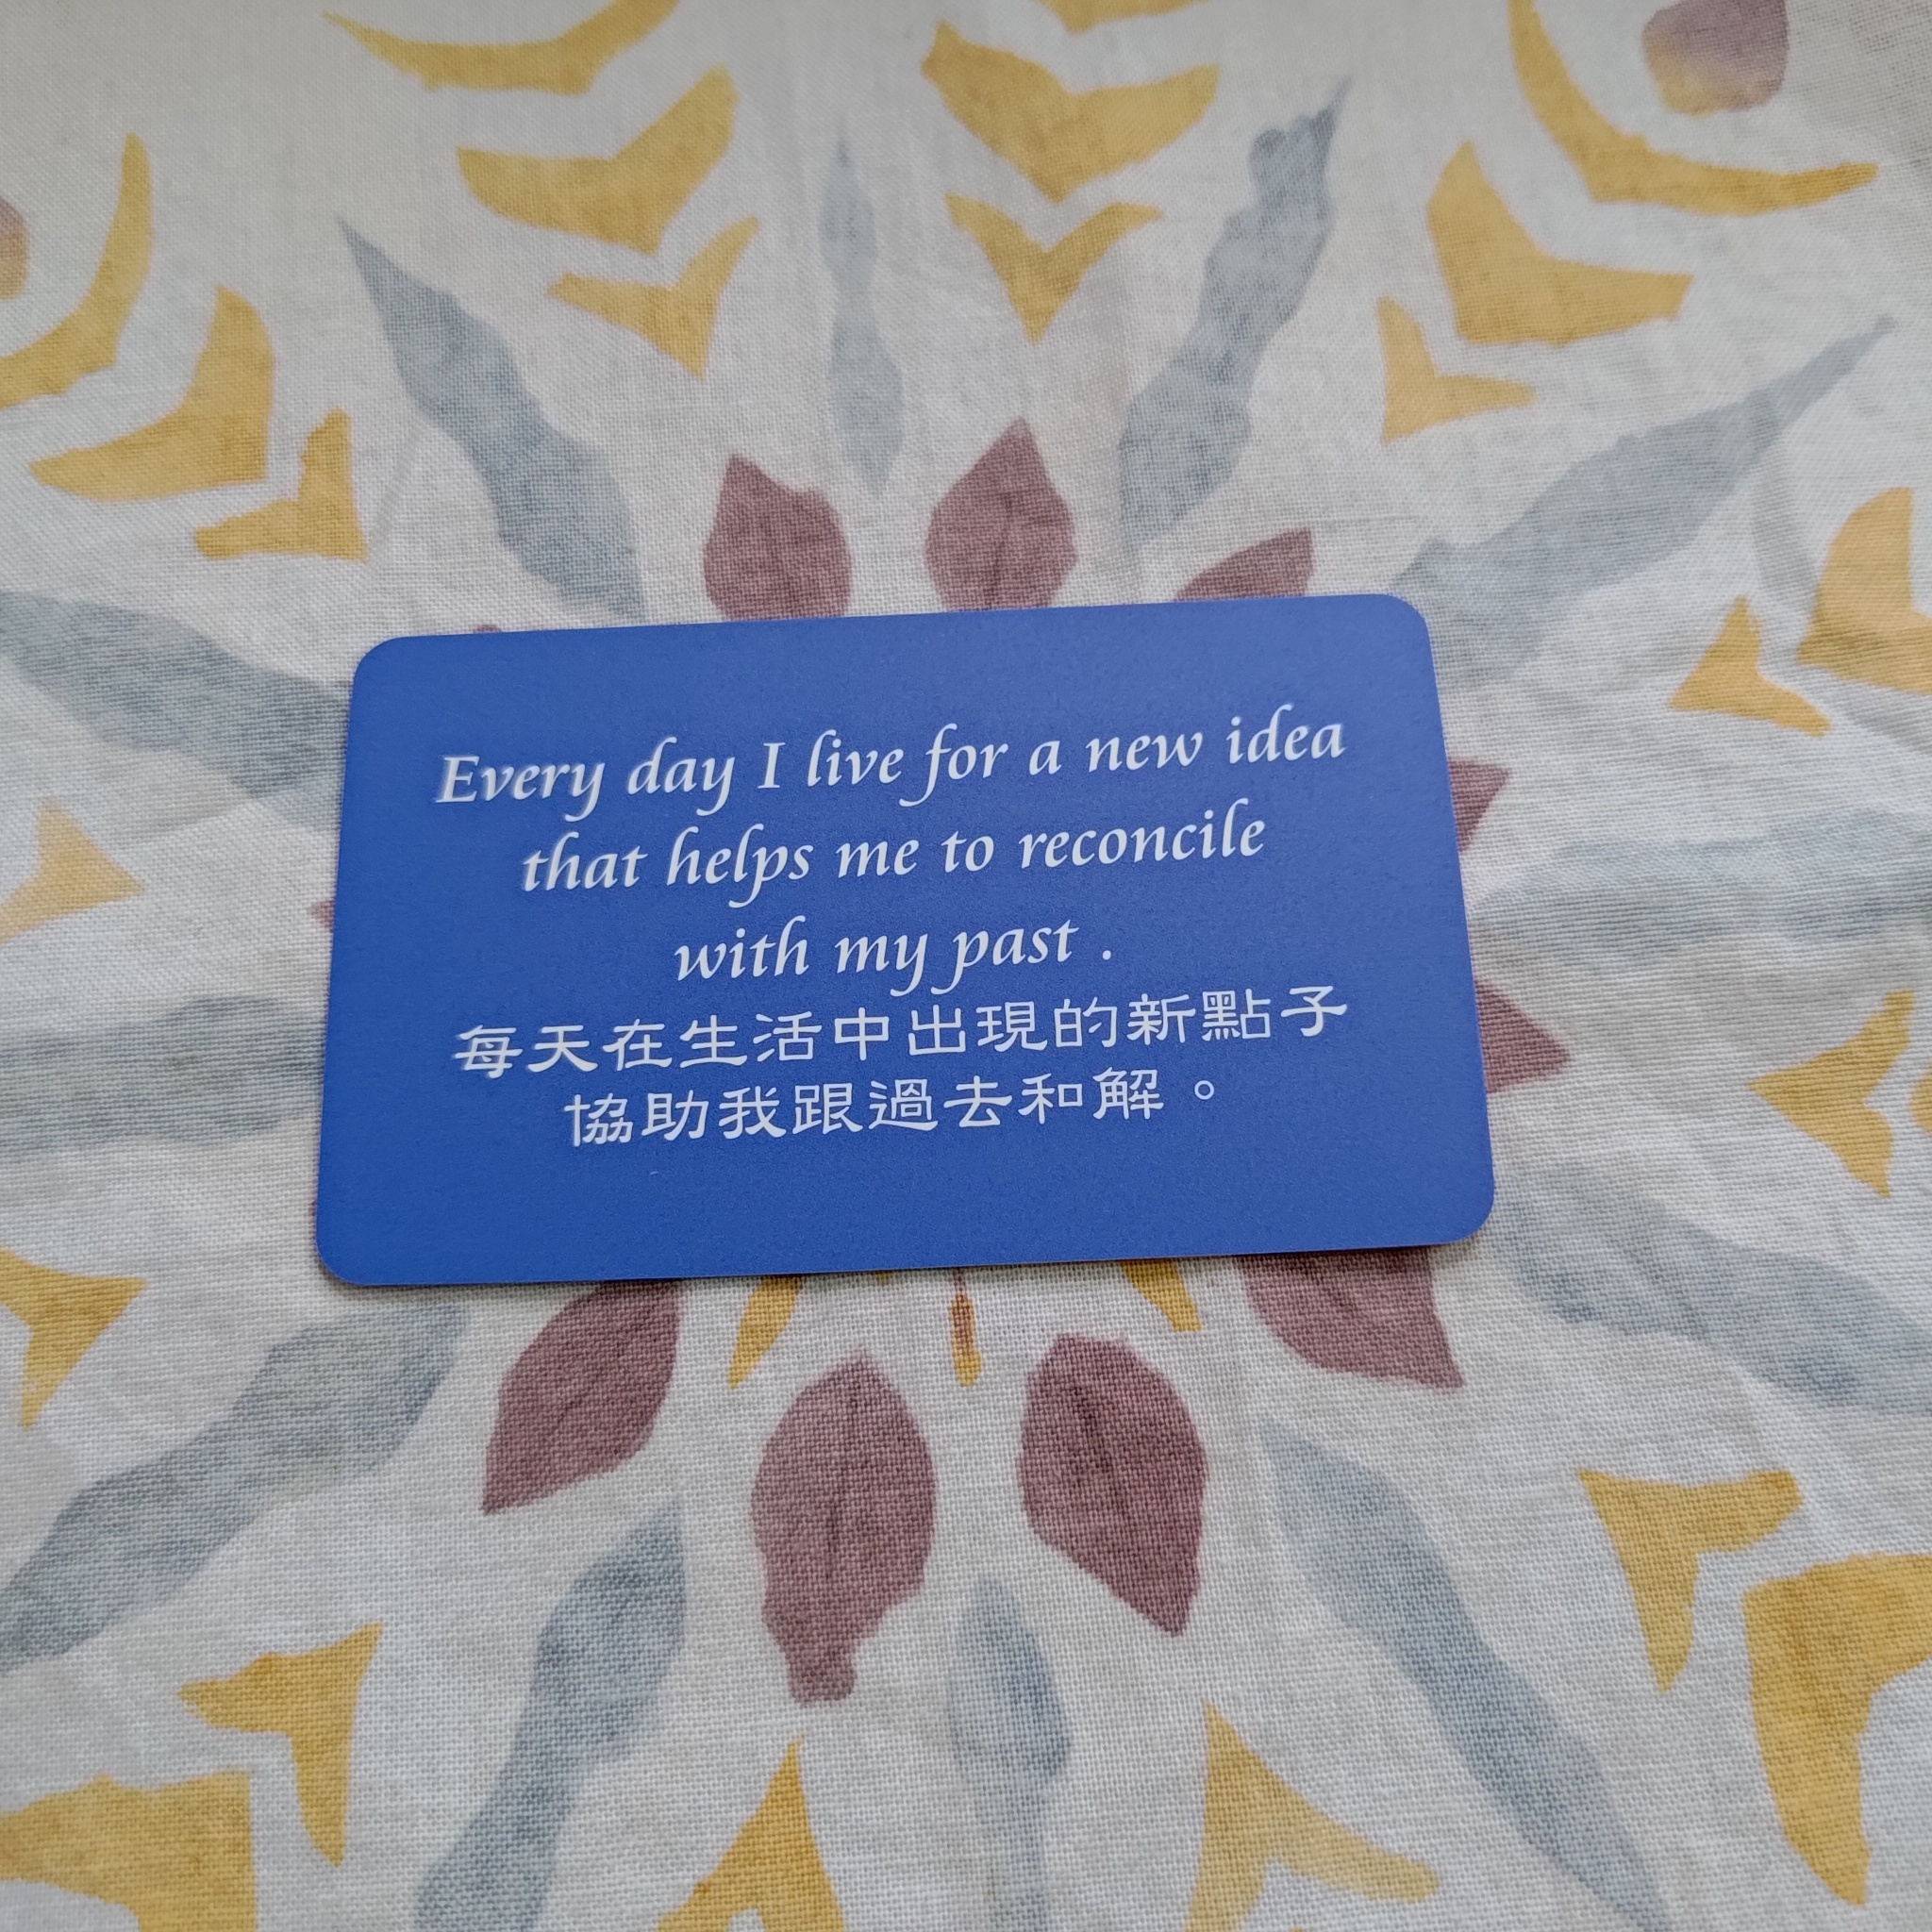 Every day I live for a new idea
that helps me to reconcile
with my past .
每天在生活中出現的新點子
協助我跟過去和解。